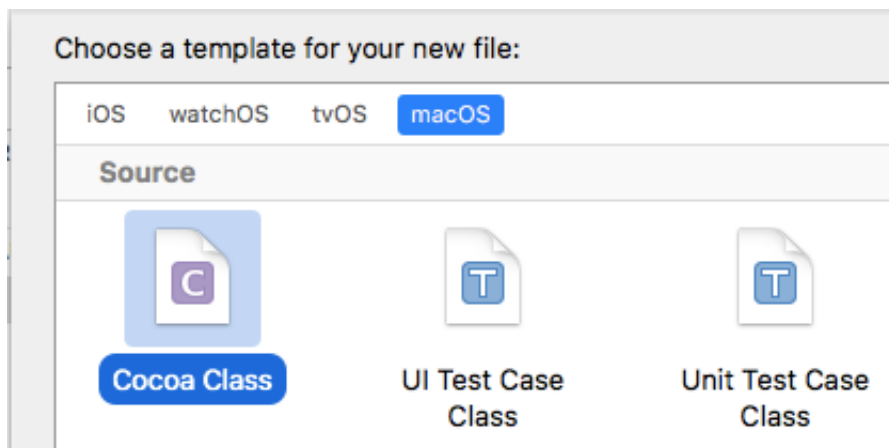 Choose a template for your new file:
iOS watchOS tvOS macOS
Source
C T T
Cocoa Class UI Test Case Unit Test Case
Class Class